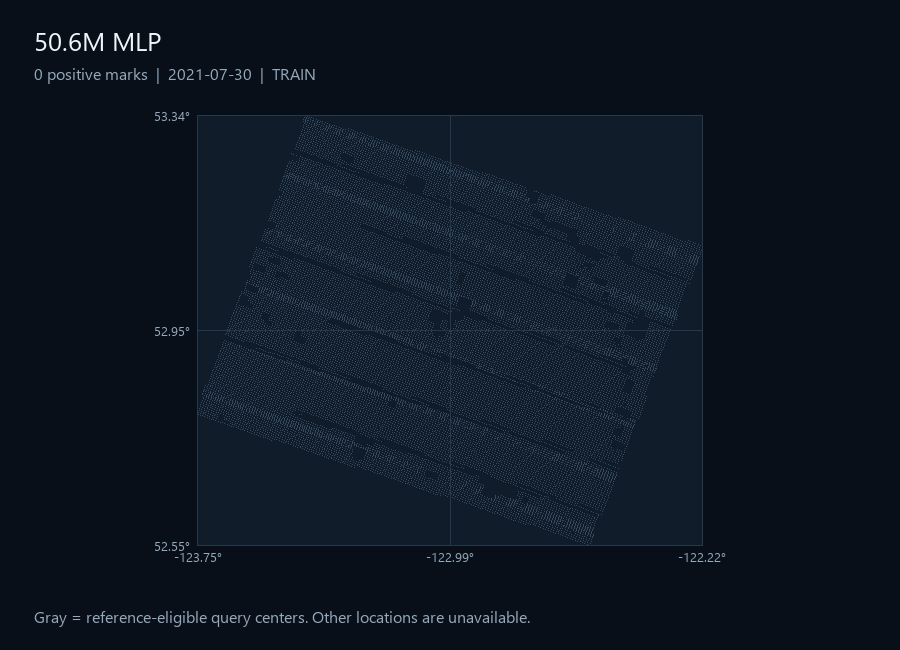 50.6M MLP
0 positive marks | 2021-07-30 | TRAIN
53.34°
52.95°
52.55°
-123.75°
-122.99°
-122.22°
Gray = reference-eligible query centers. Other locations are unavailable.